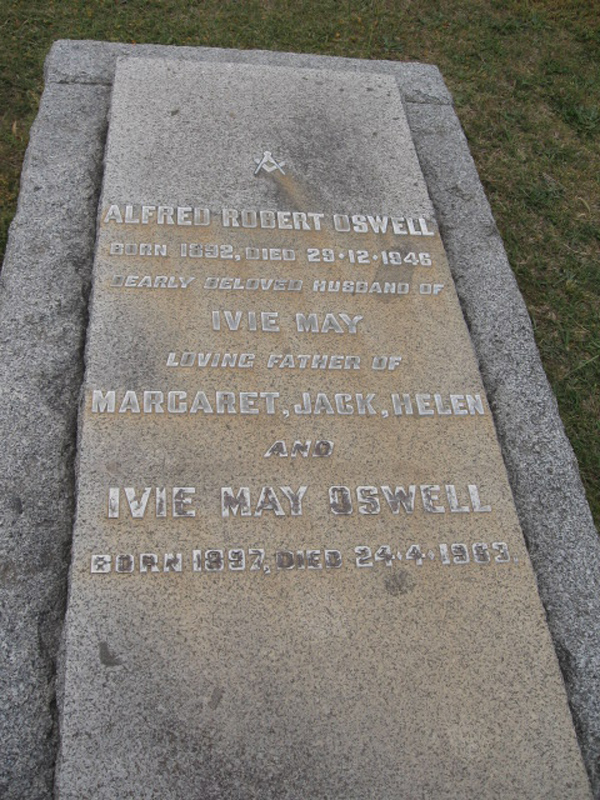 ALFRED ROBERT OSWELL
BORN 1892, DIED 29·12·1946
DEARLY BELOVED HUSBAND OF
IVIE MAY
LOVING FATHER OF
MARGARET, JACK, HELEN
AND
IVIE MAY OSWELL
BORN 1897, DIED 24·4·1983.